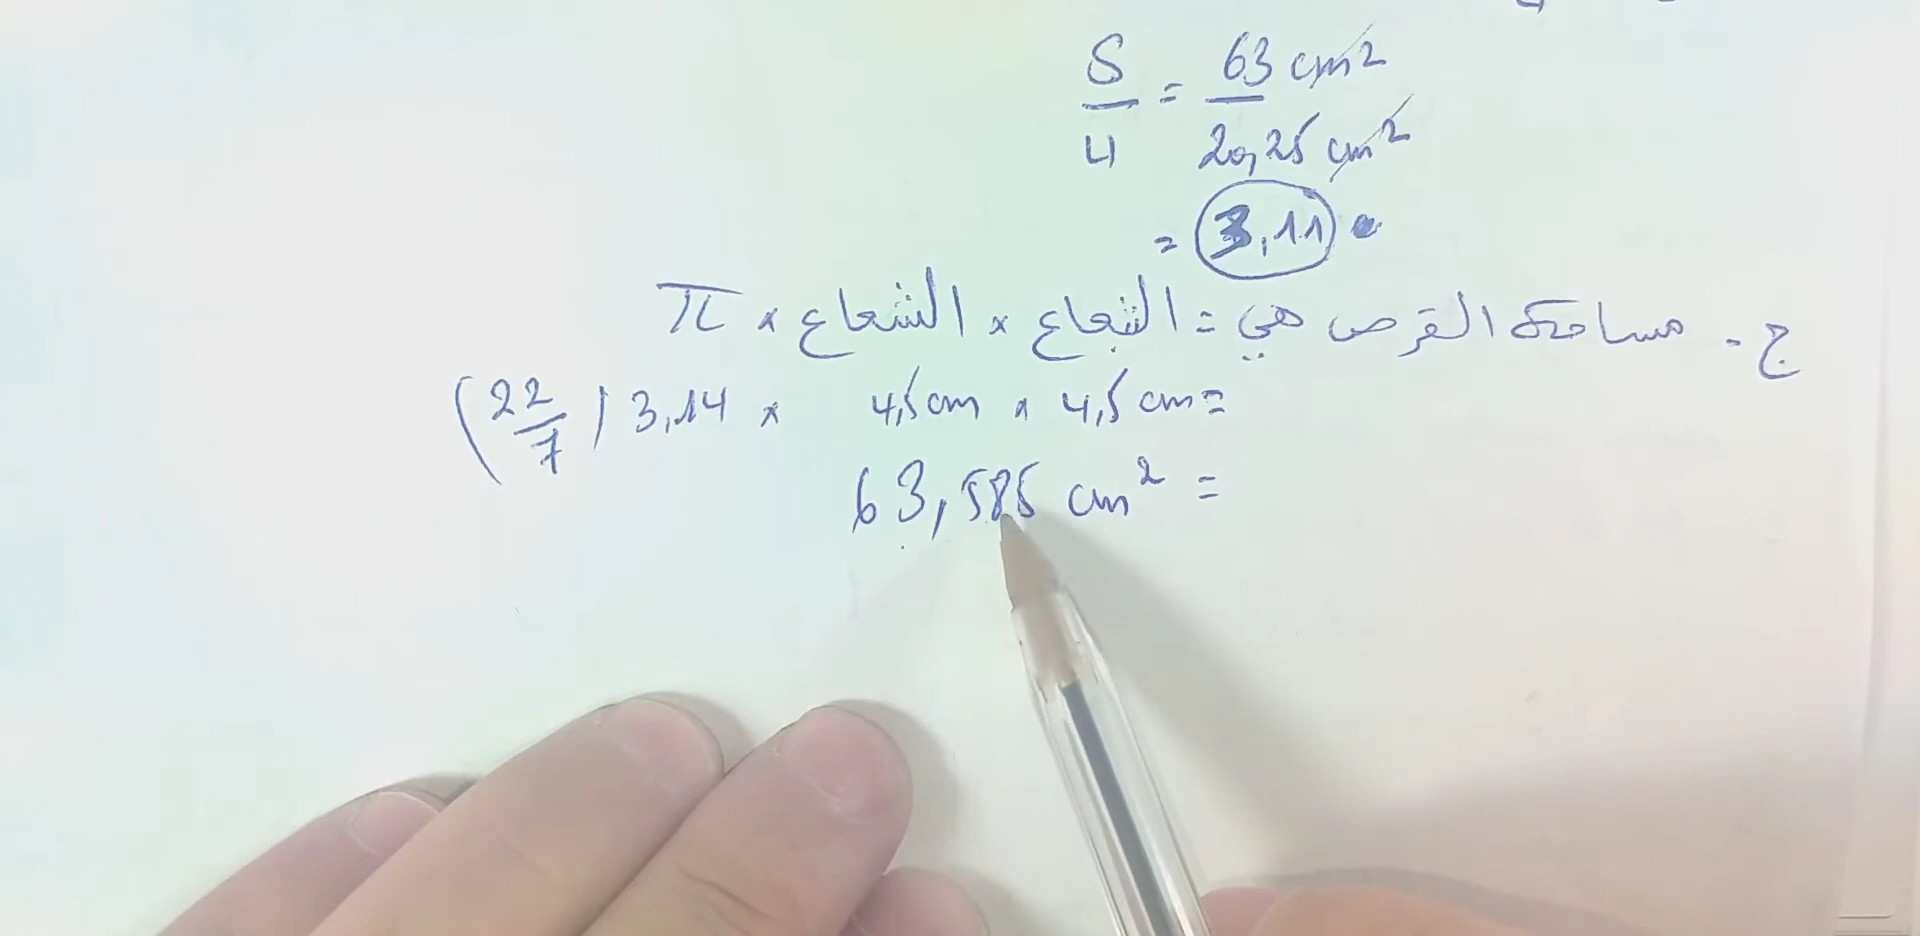 S/4 = 63 cm²/20,25 cm²
= 3,11
ج - مساحة القرص هي = الشعاع × الشعاع × π
(22/7) 3,14 × 4,5 cm × 4,5 cm =
63,585 cm² =